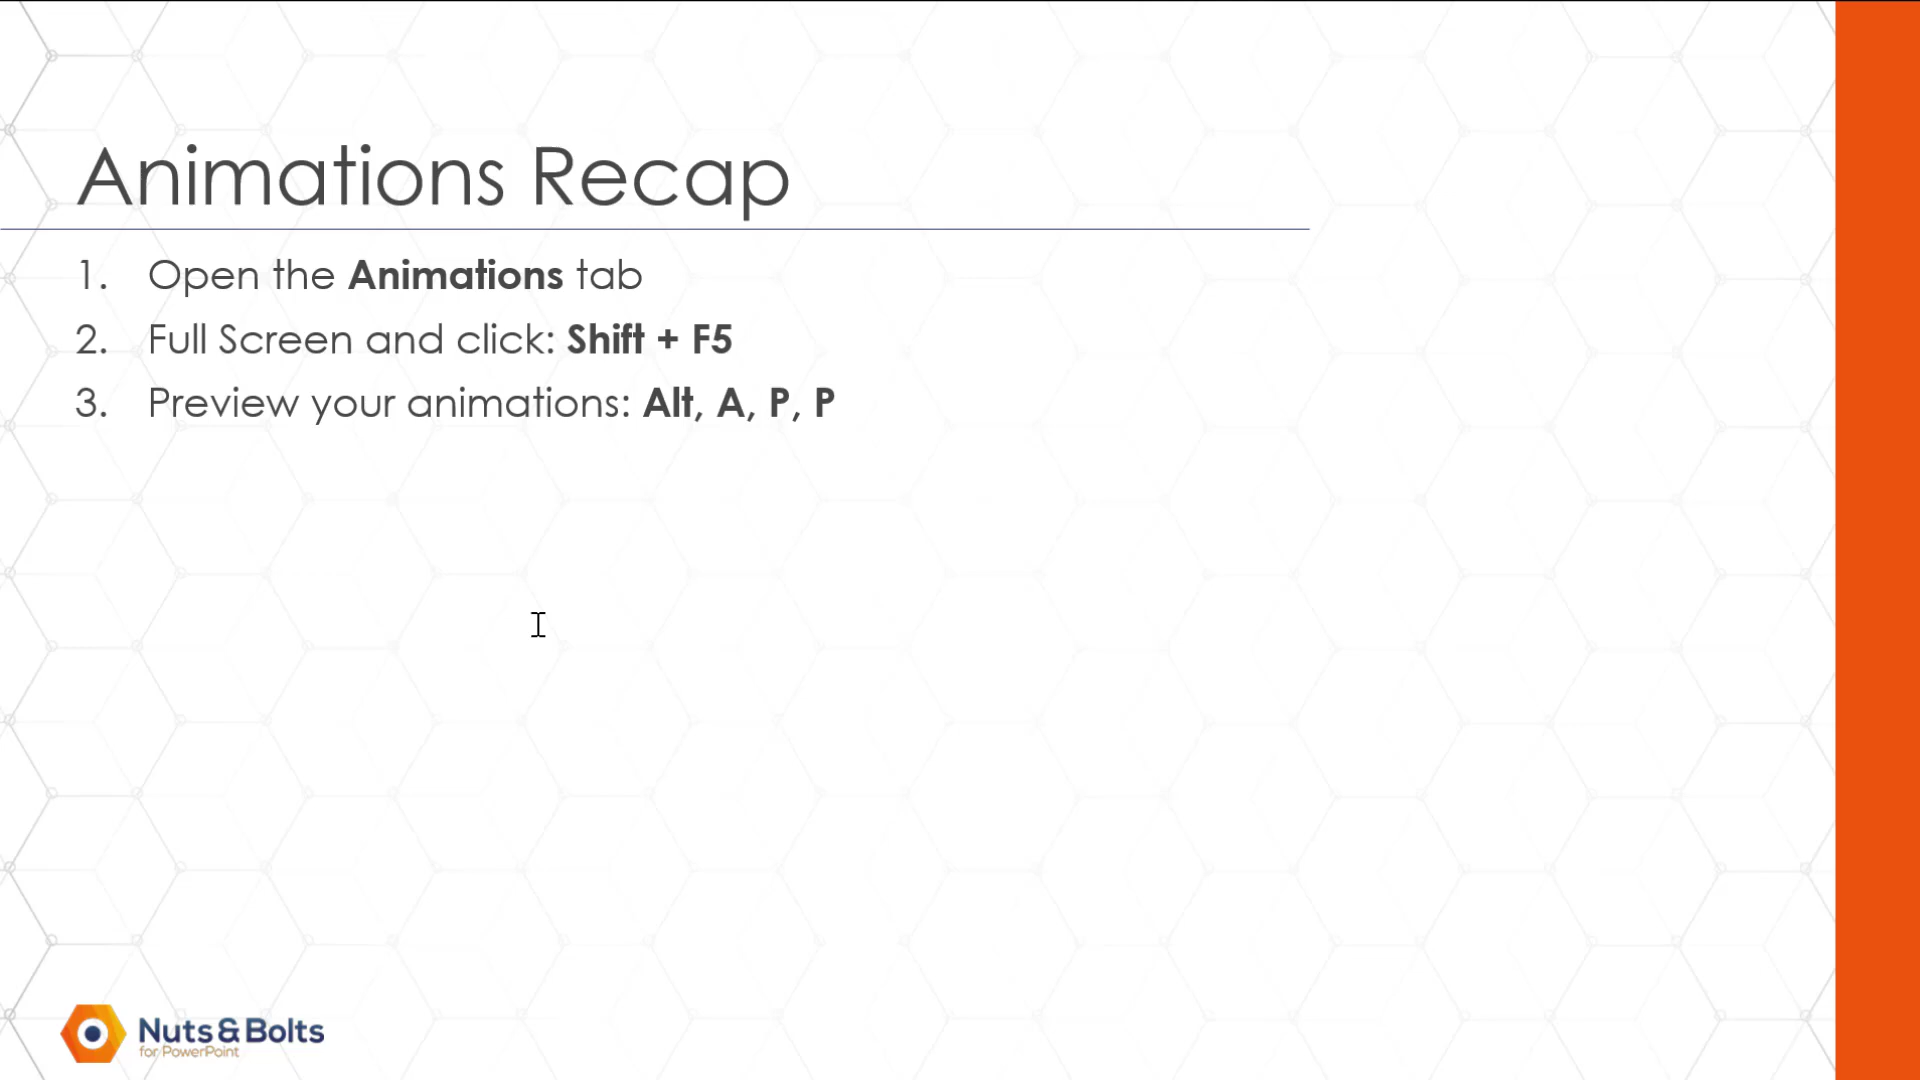 Animations Recap
1. Open the Animations tab
2. Full Screen and click: Shift + F5
3. Preview your animations: Alt, A, P, P
Nuts & Bolts
for PowerPoint